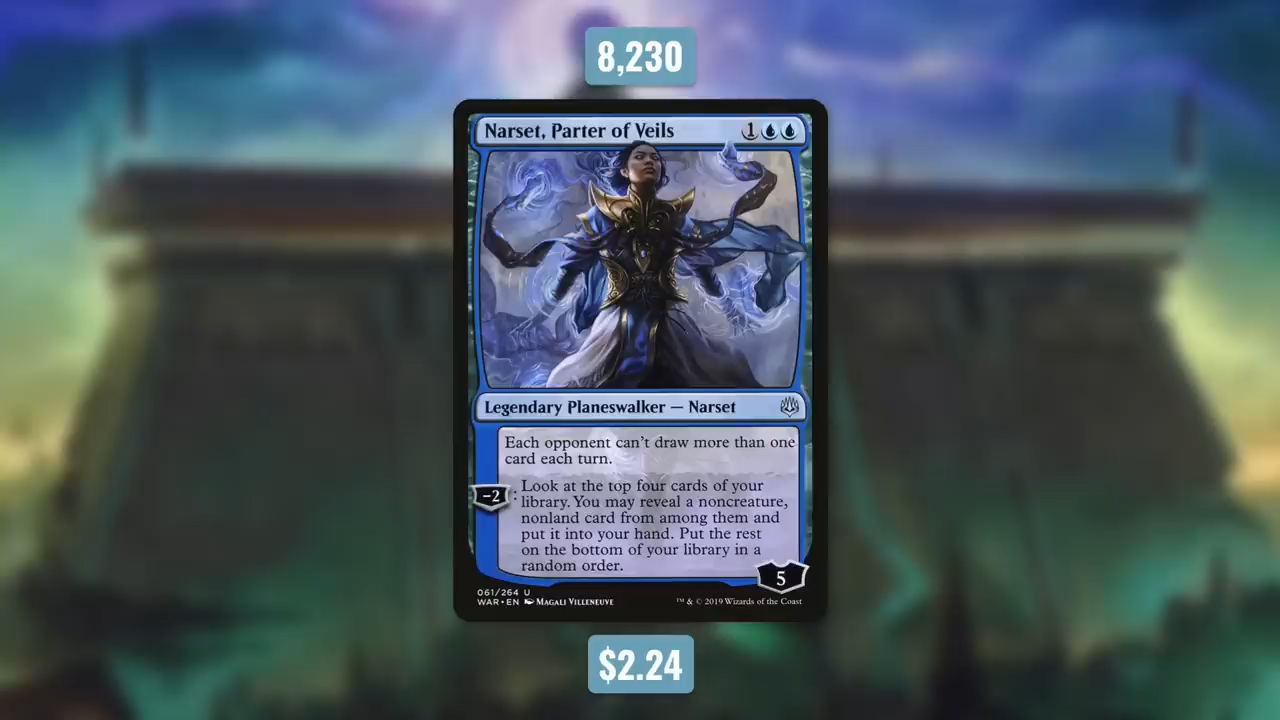 8,230
Narset, Parter of Veils 1
Legendary Planeswalker — Narset
Each opponent can't draw more than one
card each turn.
−2: Look at the top four cards of your
library. You may reveal a noncreature,
nonland card from among them and
put it into your hand. Put the rest
on the bottom of your library in a
random order.
5
061/264 U
WAR • EN MAGALI VILLENEUVE
™ & © 2019 Wizards of the Coast
$2.24